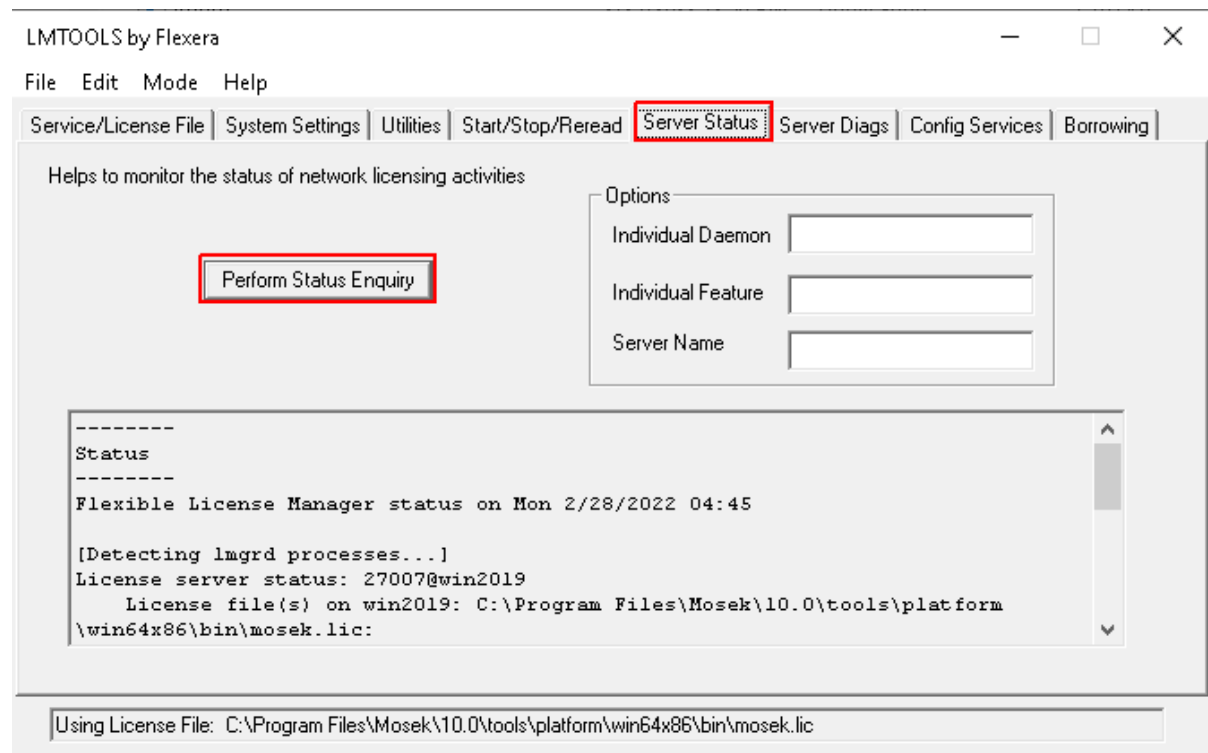 LMTOOLS by Flexera
File Edit Mode Help
Service/License File System Settings Utilities Start/Stop/Reread Server Status Server Diags Config Services Borrowing
Helps to monitor the status of network licensing activities
Options
Individual Daemon
Perform Status Enquiry
Individual Feature
Server Name
--------
Status
--------
Flexible License Manager status on Mon 2/28/2022 04:45
[Detecting lmgrd processes...]
License server status: 27007@win2019
License file(s) on win2019: C:\Program Files\Mosek\10.0\tools\platform
\win64x86\bin\mosek.lic:
Using License File: C:\Program Files\Mosek\10.0\tools\platform\win64x86\bin\mosek.lic